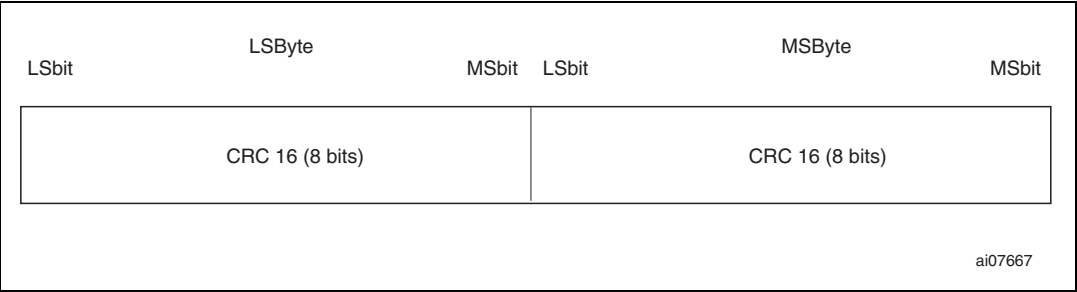 LSByte MSByte
LSbit MSbit LSbit MSbit
CRC 16 (8 bits) CRC 16 (8 bits)
ai07667